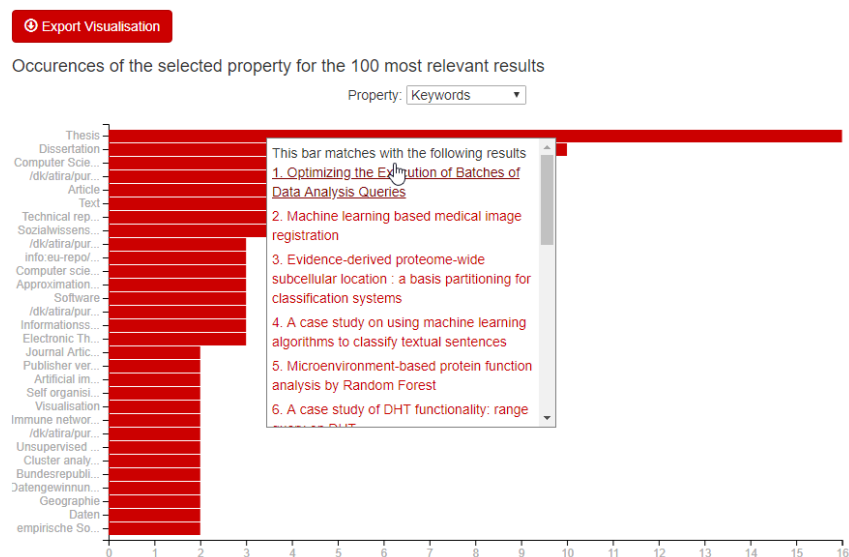 Export Visualisation
Occurences of the selected property for the 100 most relevant results
Property: Keywords
Thesis
Dissertation
Computer Scie...
/dk/atira/pur...
Article
Text
Technical rep...
Sozialwissens...
/dk/atira/pur...
info:eu-repo/...
Computer scie...
Approximation...
Software
/dk/atira/pur...
Informationss...
Electronic Th...
Journal Artic...
Publisher ver...
Artificial im...
Self organisi...
Visualisation
Immune networ...
/dk/atira/pur...
Unsupervised ...
Cluster analy...
Bundesrepubli...
Datengewinnun...
Geographie
Daten
empirische So...
This bar matches with the following results
1. Optimizing the Execution of Batches of
Data Analysis Queries
2. Machine learning based medical image
registration
3. Evidence-derived proteome-wide
subcellular location : a basis partitioning for
classification systems
4. A case study on using machine learning
algorithms to classify textual sentences
5. Microenvironment-based protein function
analysis by Random Forest
6. A case study of DHT functionality: range
query on DHT
0 1 2 3 4 5 6 7 8 9 10 11 12 13 14 15 16